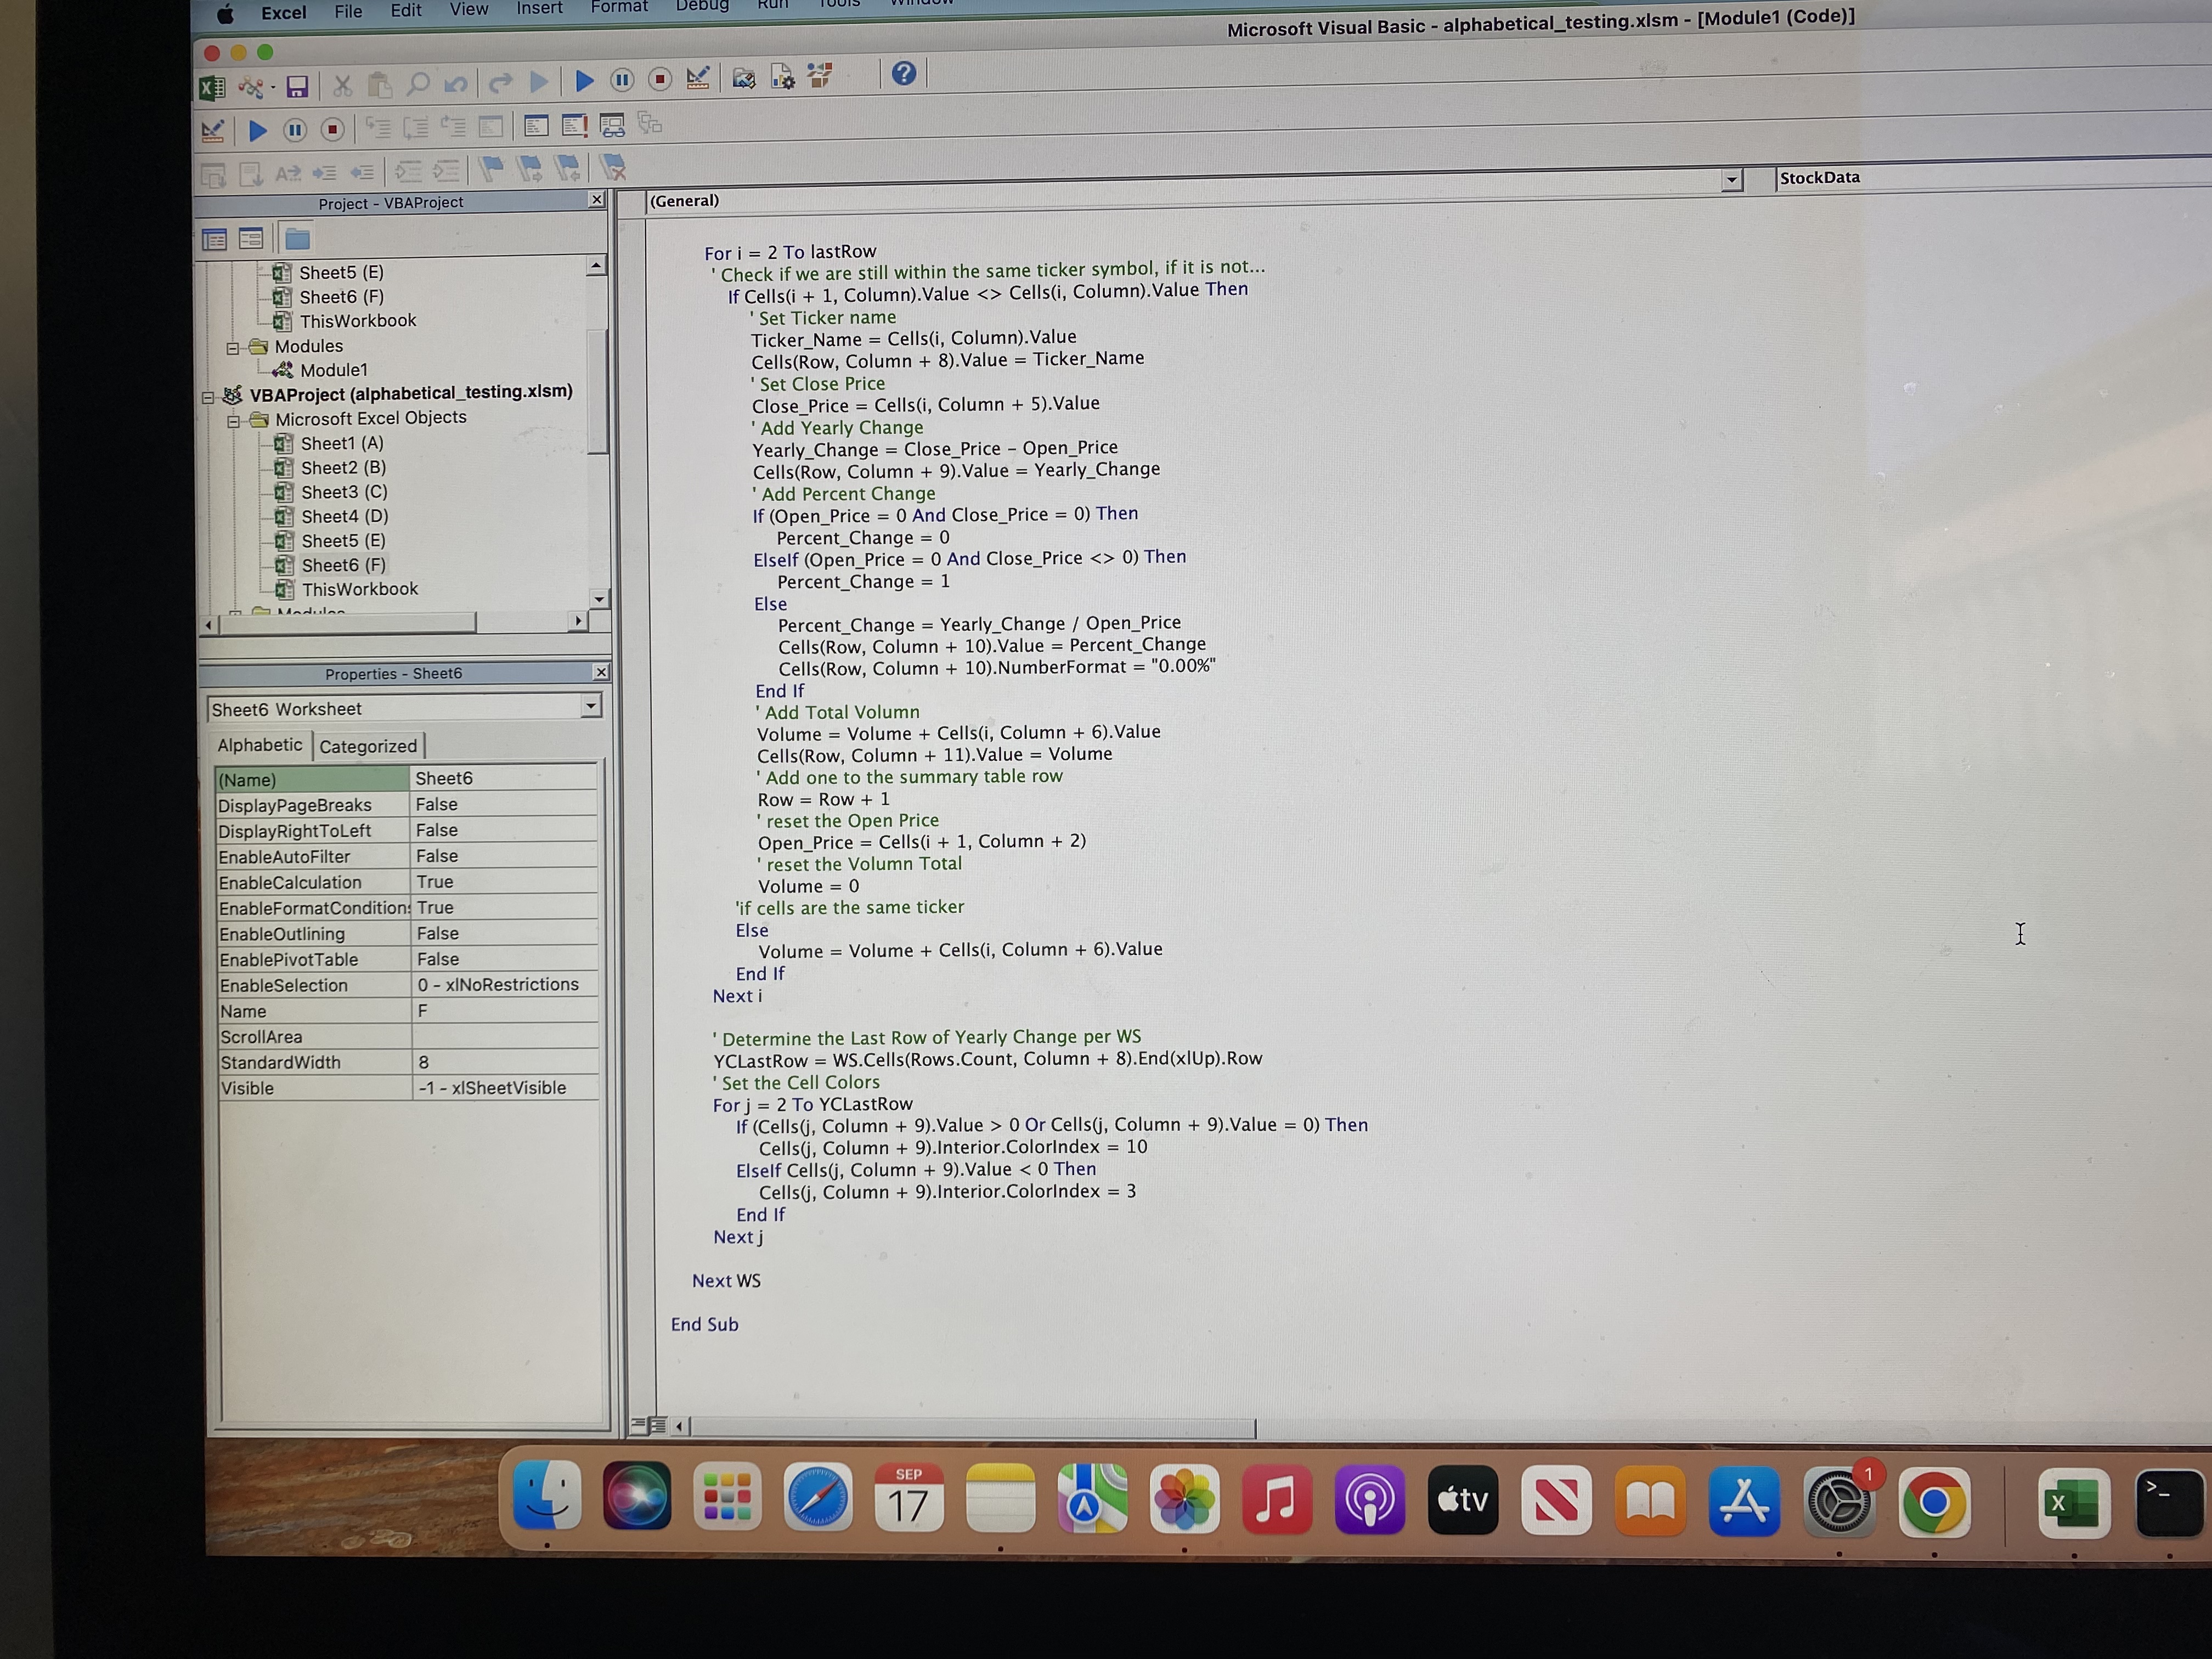 Excel File Edit View Insert Format Debug Run Tools Window
Microsoft Visual Basic - alphabetical_testing.xlsm - [Module1 (Code)]
Project - VBAProject
(General)
StockData
Sheet5 (E)
Sheet6 (F)
ThisWorkbook
Modules
Module1
VBAProject (alphabetical_testing.xlsm)
Microsoft Excel Objects
Sheet1 (A)
Sheet2 (B)
Sheet3 (C)
Sheet4 (D)
Sheet5 (E)
Sheet6 (F)
ThisWorkbook
Modules
Properties - Sheet6
Sheet6 Worksheet
Alphabetic Categorized
(Name) Sheet6
DisplayPageBreaks False
DisplayRightToLeft False
EnableAutoFilter False
EnableCalculation True
EnableFormatCondition: True
EnableOutlining False
EnablePivotTable False
EnableSelection 0 - xlNoRestrictions
Name F
ScrollArea
StandardWidth 8
Visible -1 - xlSheetVisible
For i = 2 To lastRow
' Check if we are still within the same ticker symbol, if it is not...
If Cells(i + 1, Column).Value <> Cells(i, Column).Value Then
' Set Ticker name
Ticker_Name = Cells(i, Column).Value
Cells(Row, Column + 8).Value = Ticker_Name
' Set Close Price
Close_Price = Cells(i, Column + 5).Value
' Add Yearly Change
Yearly_Change = Close_Price - Open_Price
Cells(Row, Column + 9).Value = Yearly_Change
' Add Percent Change
If (Open_Price = 0 And Close_Price = 0) Then
Percent_Change = 0
ElseIf (Open_Price = 0 And Close_Price <> 0) Then
Percent_Change = 1
Else
Percent_Change = Yearly_Change / Open_Price
Cells(Row, Column + 10).Value = Percent_Change
Cells(Row, Column + 10).NumberFormat = "0.00%"
End If
' Add Total Volumn
Volume = Volume + Cells(i, Column + 6).Value
Cells(Row, Column + 11).Value = Volume
' Add one to the summary table row
Row = Row + 1
' reset the Open Price
Open_Price = Cells(i + 1, Column + 2)
' reset the Volumn Total
Volume = 0
'if cells are the same ticker
Else
Volume = Volume + Cells(i, Column + 6).Value
End If
Next i
' Determine the Last Row of Yearly Change per WS
YCLastRow = WS.Cells(Rows.Count, Column + 8).End(xlUp).Row
' Set the Cell Colors
For j = 2 To YCLastRow
If (Cells(j, Column + 9).Value > 0 Or Cells(j, Column + 9).Value = 0) Then
Cells(j, Column + 9).Interior.ColorIndex = 10
ElseIf Cells(j, Column + 9).Value < 0 Then
Cells(j, Column + 9).Interior.ColorIndex = 3
End If
Next j
Next WS
End Sub
SEP
17
tv
1
X
>_